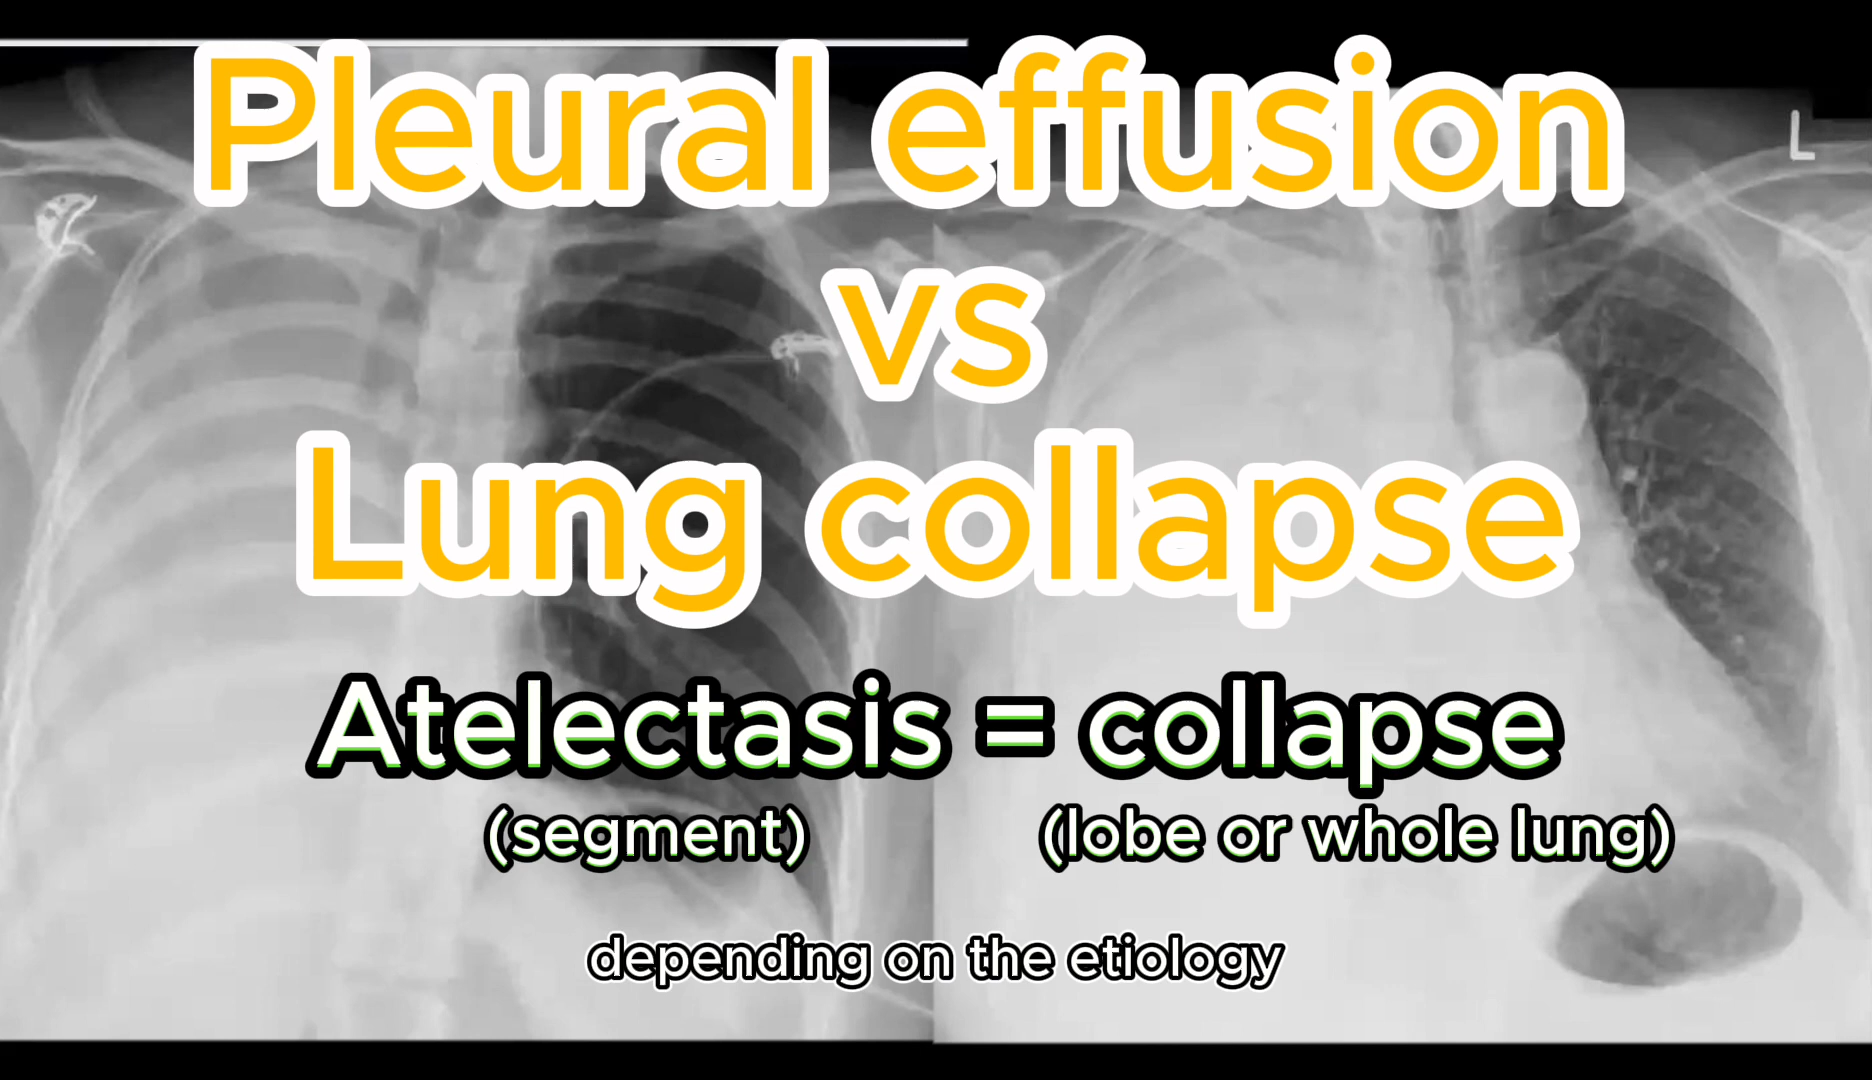 Pleural effusion
L
vs
Lung collapse
Atelectasis = collapse
(segment) (lobe or whole lung)
depending on the etiology